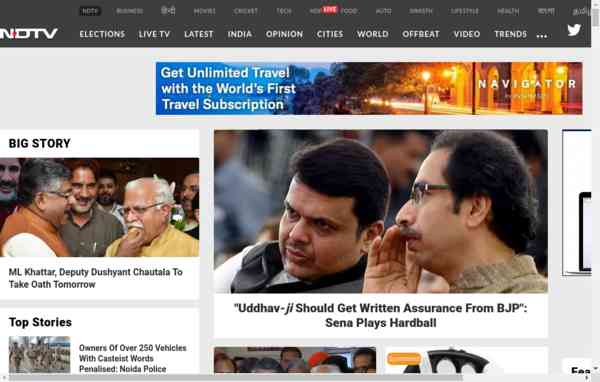 NDTV BUSINESS हिन्दी MOVIES CRICKET TECH LIVE FOOD AUTO SWASTH LIFESTYLE HEALTH বাংলা தமிழ்
NDTV ELECTIONS LIVE TV LATEST INDIA OPINION CITIES WORLD OFFBEAT VIDEO TRENDS ...
Get Unlimited Travel
with the World's First
Travel Subscription
NAVIGATOR
BIG STORY
ML Khattar, Deputy Dushyant Chautala To
Take Oath Tomorrow
"Uddhav-ji Should Get Written Assurance From BJP":
Sena Plays Hardball
Top Stories
Owners Of Over 250 Vehicles
With Casteist Words
Penalised: Noida Police